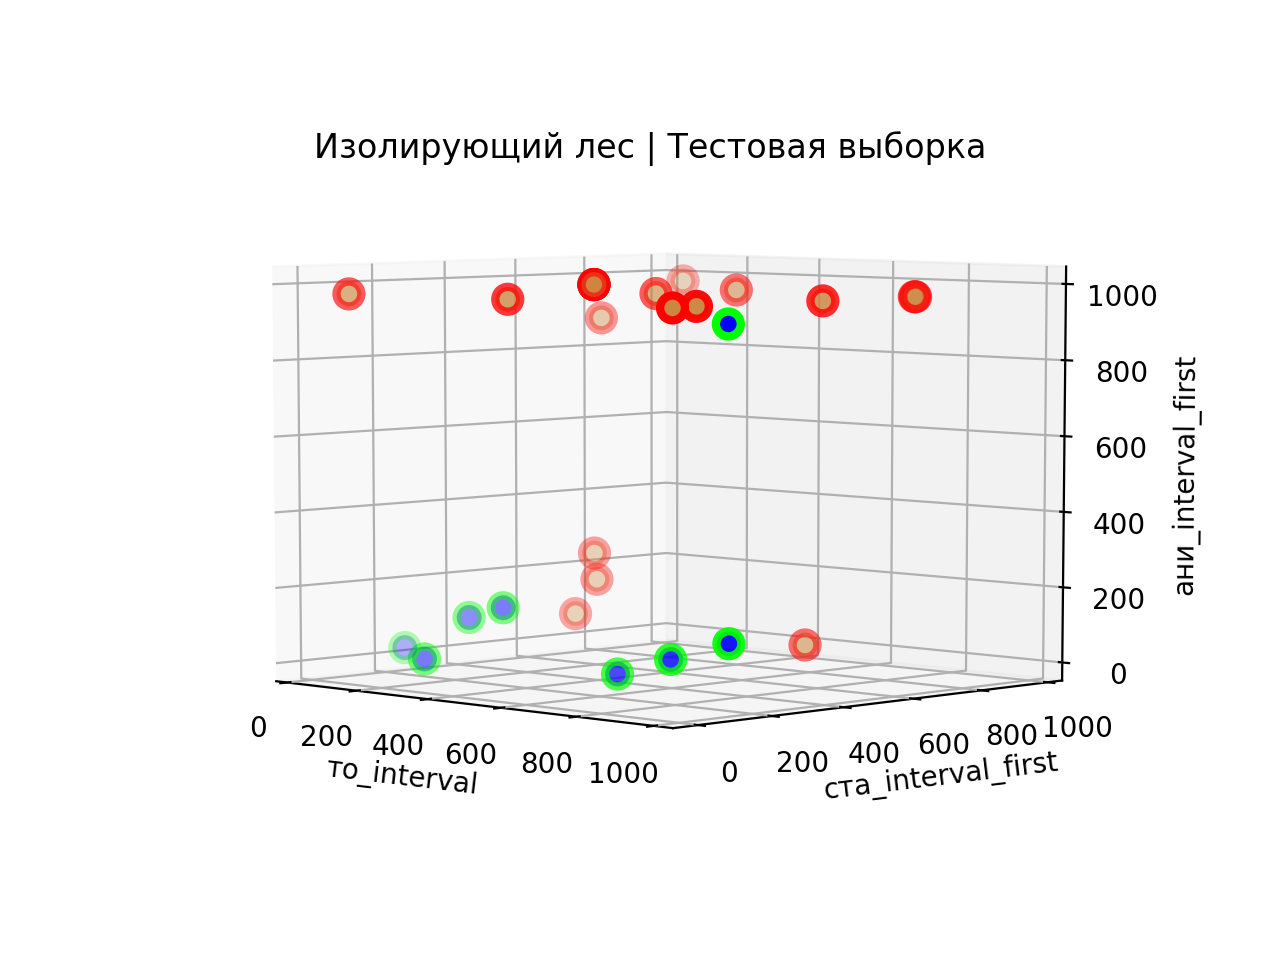 Изолирующий лес | Тестовая выборка
1000
800
600
400
200
0
ани_interval_first
0 200 400 600 800 1000
то_interval
0 200 400 600 800 1000
ста_interval_first